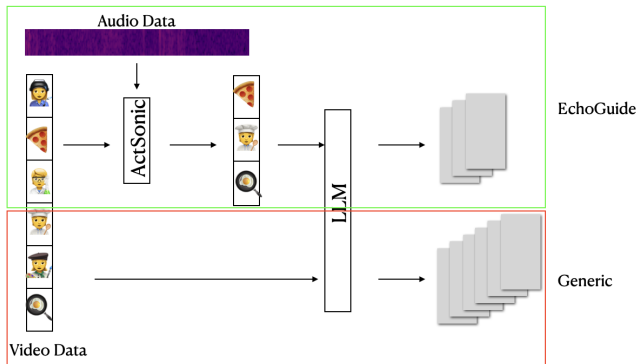 Audio Data
ActSonic
LLM
EchoGuide
Generic
Video Data